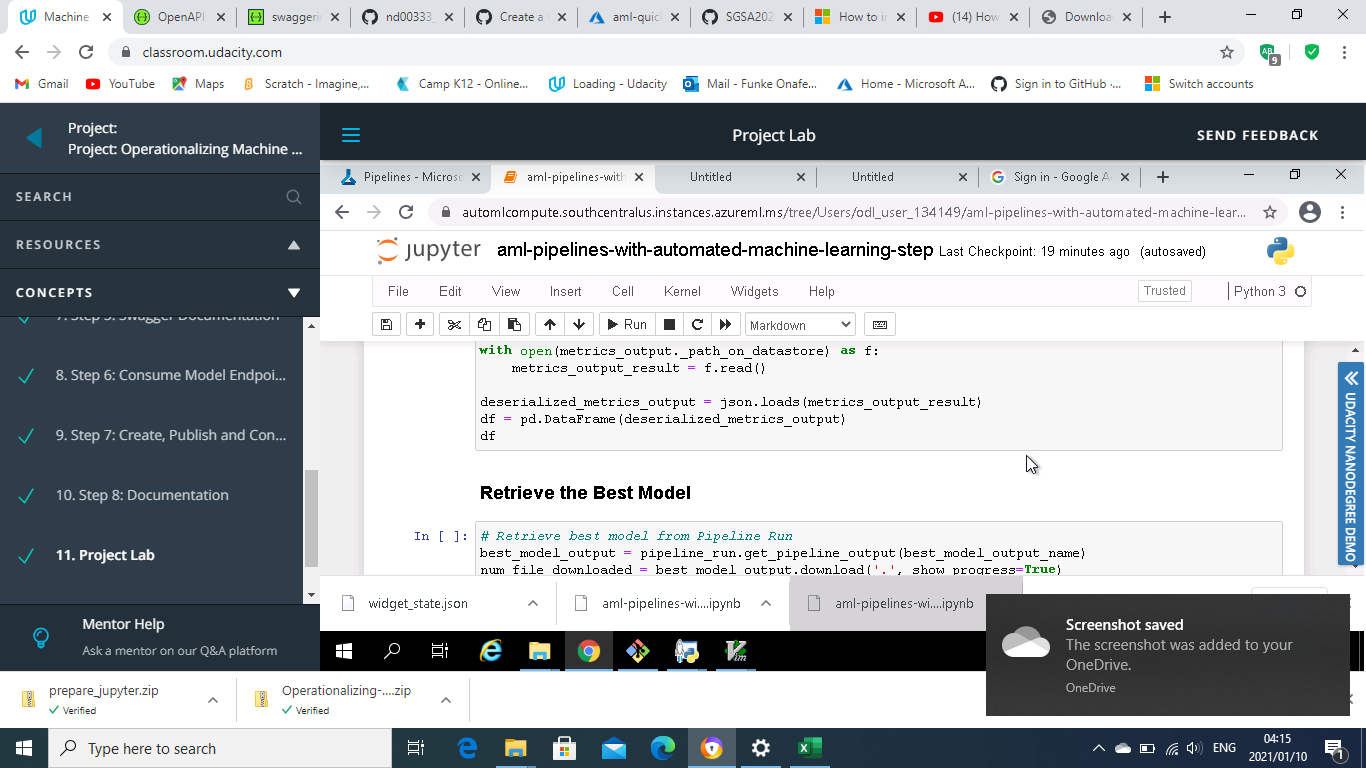 Machine
OpenAPI
swaggerin
nd00333_
Create a
aml-quic
SGSA202
How to in
(14) How
Downloa
classroom.udacity.com
9
Gmail
YouTube
Maps
Scratch - Imagine,...
Camp K12 - Online...
Loading - Udacity
Mail - Funke Onafe...
Home - Microsoft A...
Sign in to GitHub ·...
Switch accounts
Project:
Project: Operationalizing Machine ...
Project Lab
SEND FEEDBACK
SEARCH
RESOURCES
CONCEPTS
7. Step 5: Swagger Documentation
8. Step 6: Consume Model Endpoi...
9. Step 7: Create, Publish and Con...
10. Step 8: Documentation
11. Project Lab
Mentor Help
Ask a mentor on our Q&A platform
Pipelines - Microso
aml-pipelines-with
Untitled
Untitled
Sign in - Google A
automlcompute.southcentralus.instances.azureml.ms/tree/Users/odl_user_134149/aml-pipelines-with-automated-machine-lear...
jupyter aml-pipelines-with-automated-machine-learning-step Last Checkpoint: 19 minutes ago (autosaved)
File Edit View Insert Cell Kernel Widgets Help
Trusted
Python 3
Run
Markdown
with open(metrics_output._path_on_datastore) as f:
    metrics_output_result = f.read()
deserialized_metrics_output = json.loads(metrics_output_result)
df = pd.DataFrame(deserialized_metrics_output)
df
Retrieve the Best Model
In [ ]:
# Retrieve best model from Pipeline Run
best_model_output = pipeline_run.get_pipeline_output(best_model_output_name)
num_file_downloaded = best_model_output.download('.', show_progress=True)
UDACITY NANODEGREE DEMO
widget_state.json
aml-pipelines-wi....ipynb
aml-pipelines-wi....ipynb
Screenshot saved
The screenshot was added to your
OneDrive.
OneDrive
prepare_jupyter.zip
Verified
Operationalizing-....zip
Verified
Type here to search
ENG
04:15
2021/01/10
1